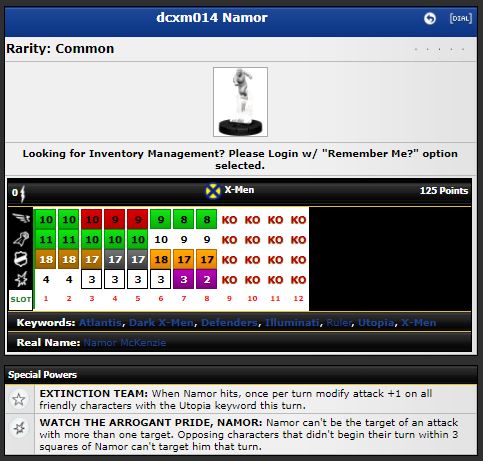 dcxm014 Namor
[DIAL]
Rarity: Common
Looking for Inventory Management? Please Login w/ "Remember Me?" option
selected.
0 X-Men 125 Points
10 10 10 9 9 9 8 8 KO KO KO KO
11 11 10 10 10 10 9 9 KO KO KO KO
18 18 17 17 17 18 17 17 KO KO KO KO
4 4 3 3 3 3 3 2 KO KO KO KO
SLOT 1 2 3 4 5 6 7 8 9 10 11 12
Keywords: Atlantis, Dark X-Men, Defenders, Illuminati, Ruler, Utopia, X-Men
Real Name: Namor McKenzie
Special Powers
EXTINCTION TEAM: When Namor hits, once per turn modify attack +1 on all
friendly characters with the Utopia keyword this turn.
WATCH THE ARROGANT PRIDE, NAMOR: Namor can't be the target of an attack
with more than one target. Opposing characters that didn't begin their turn within 3
squares of Namor can't target him that turn.